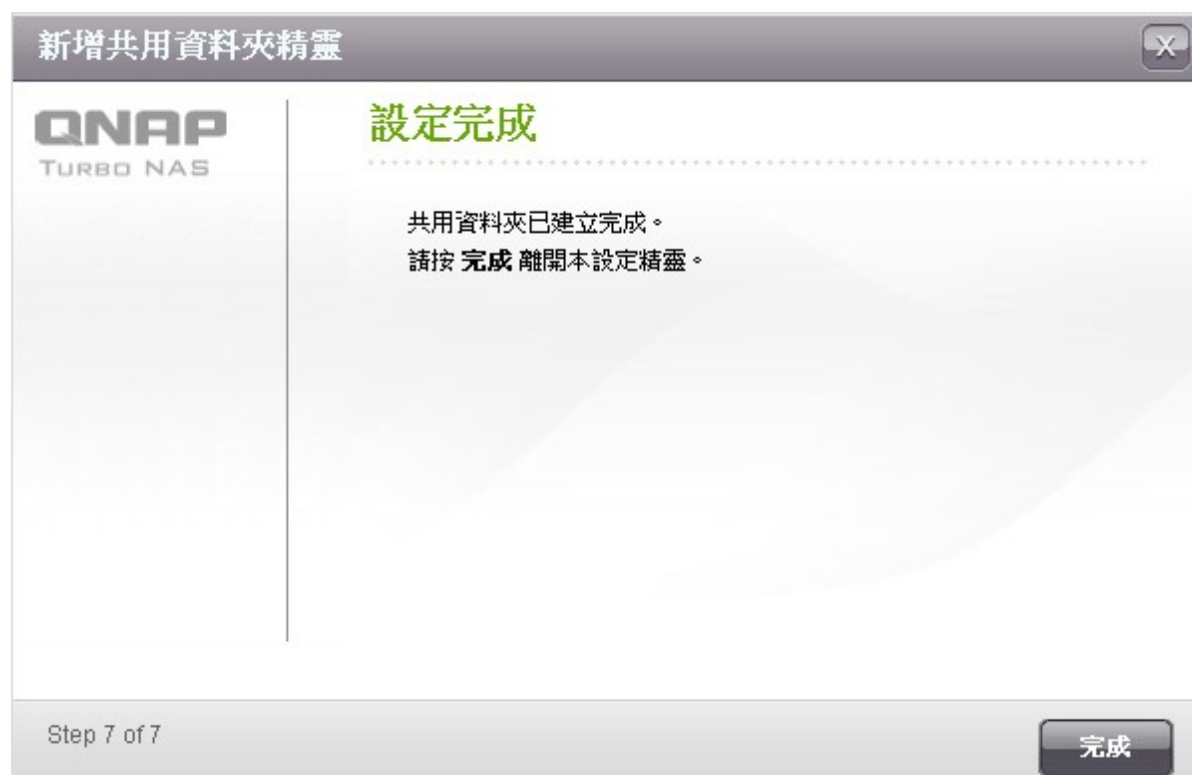 新增共用資料夾精靈
X
QNAP
TURBO NAS
設定完成
共用資料夾已建立完成。
請按 完成 離開本設定精靈。
Step 7 of 7
完成